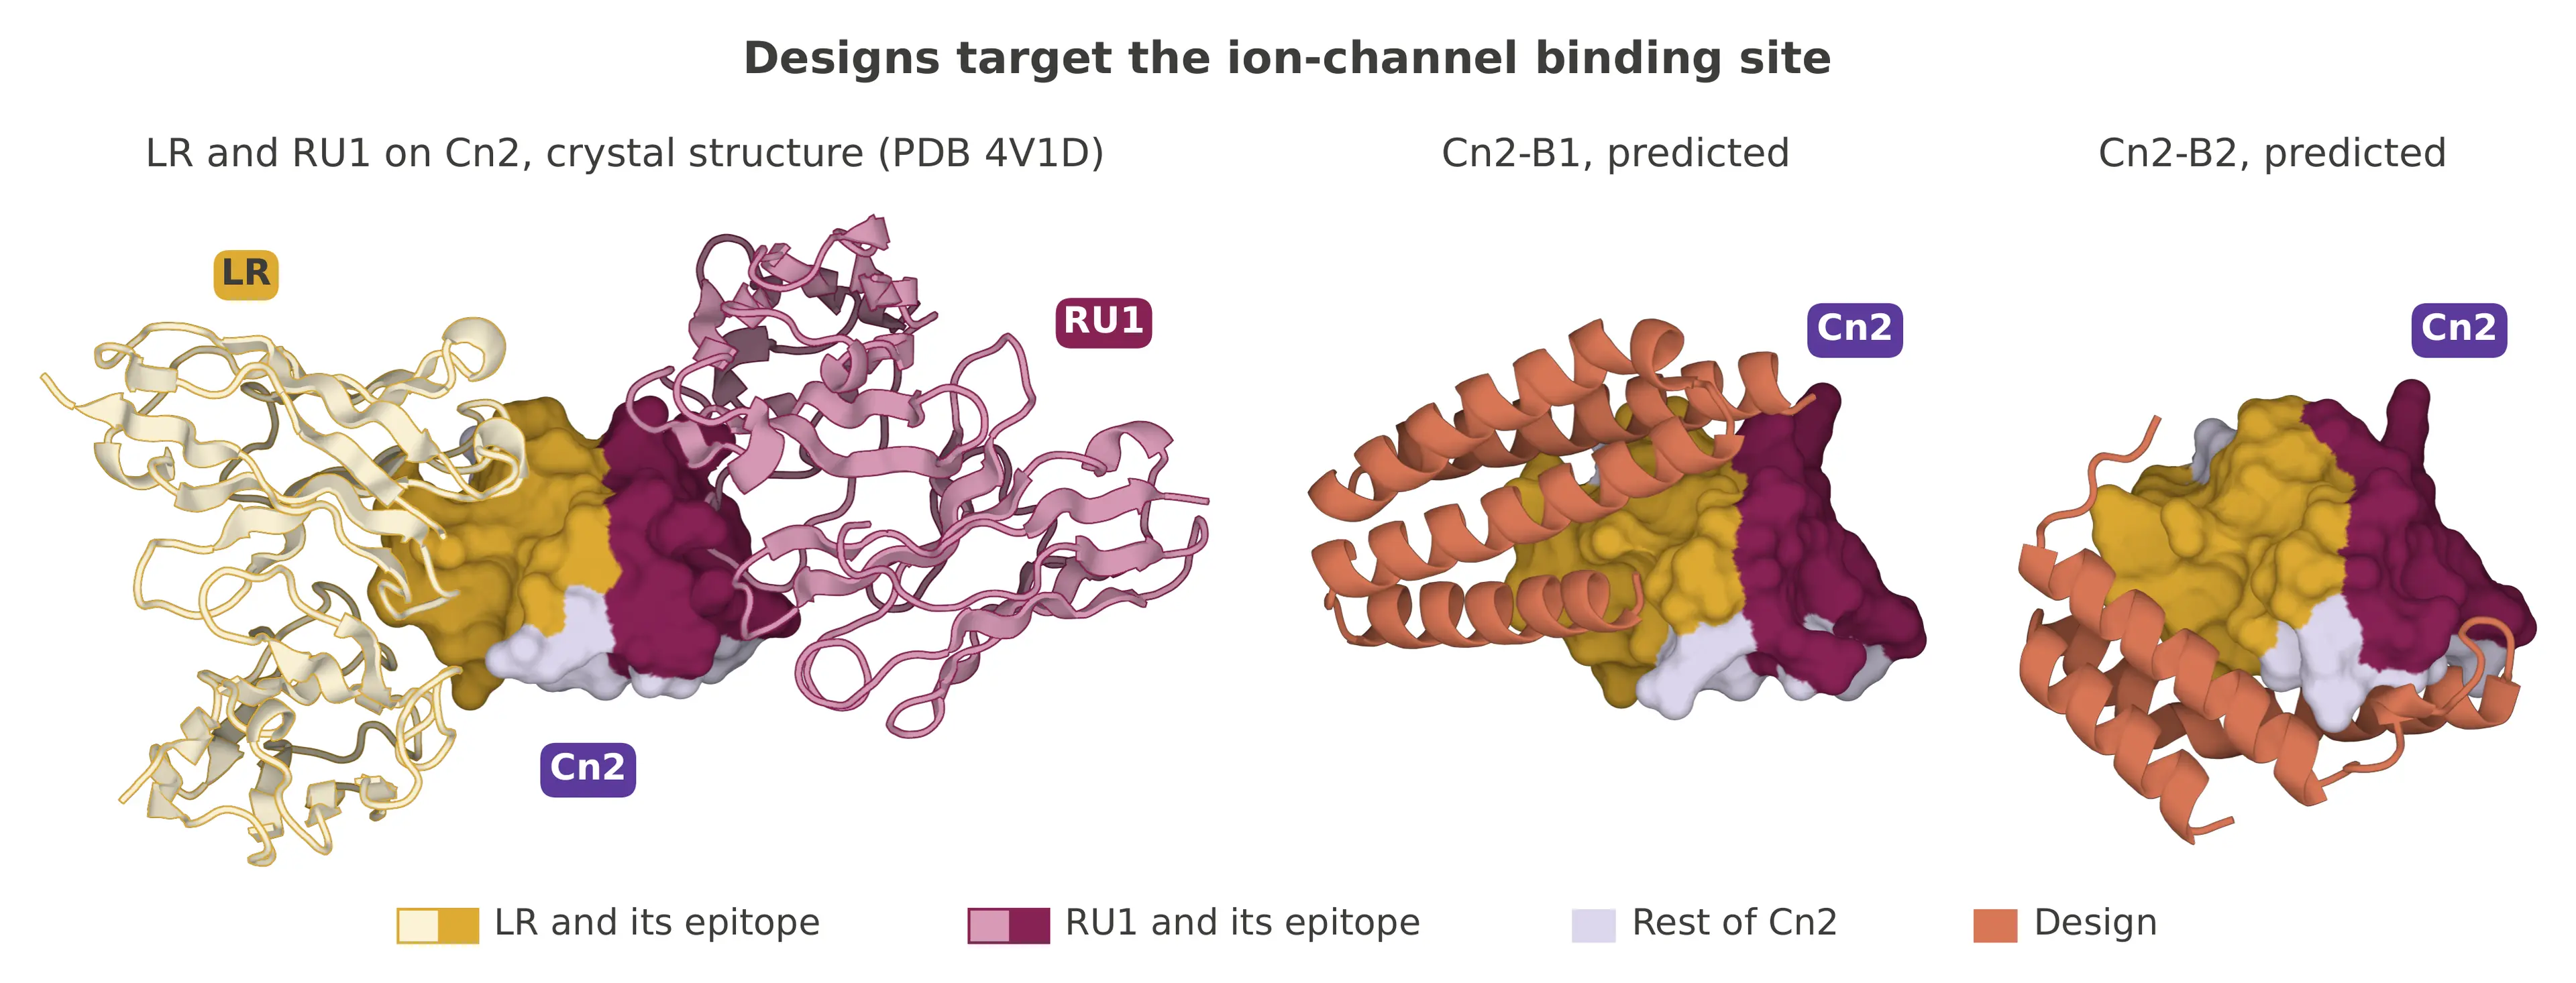 Designs target the ion-channel binding site
LR and RU1 on Cn2, crystal structure (PDB 4V1D)
Cn2-B1, predicted
Cn2-B2, predicted
LR
RU1
Cn2
Cn2
Cn2
LR and its epitope
RU1 and its epitope
Rest of Cn2
Design